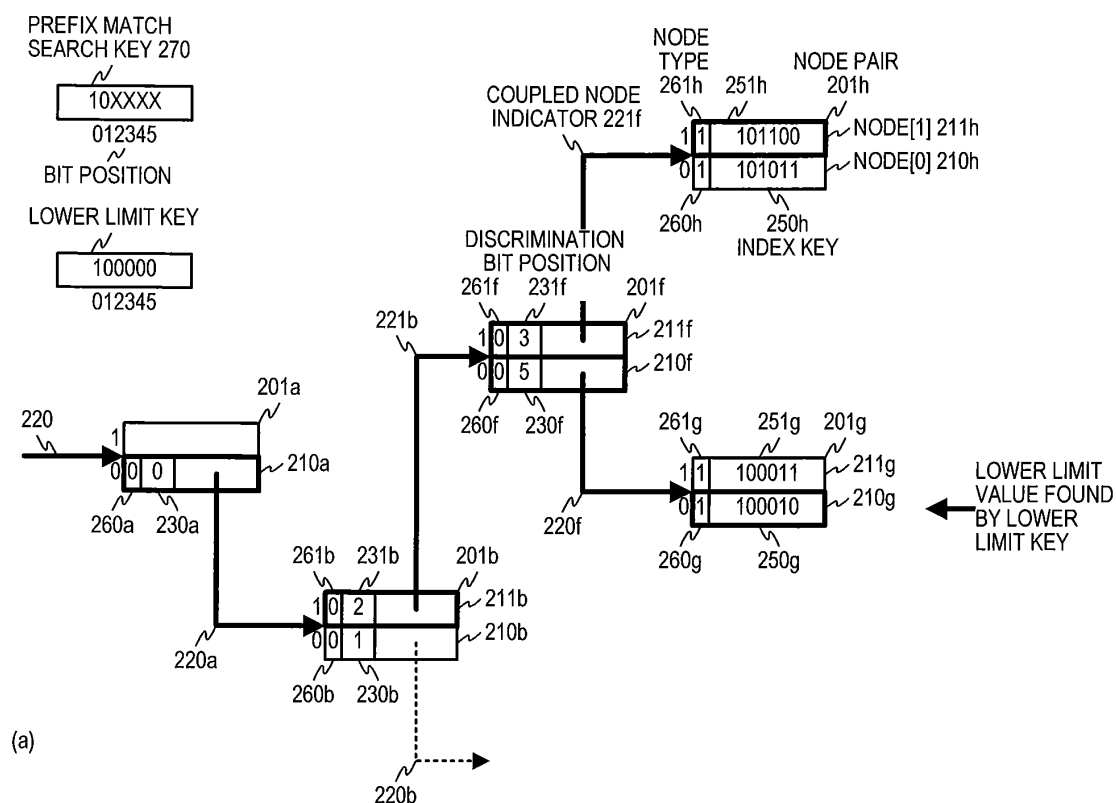 PREFIX MATCH
SEARCH KEY 270
10XXXX
012345
BIT POSITION
LOWER LIMIT KEY
100000
012345
NODE
TYPE
NODE PAIR
261h
251h
201h
COUPLED NODE
INDICATOR 221f
1 1 101100
NODE[1] 211h
0 1 101011
NODE[0] 210h
260h
250h
INDEX KEY
DISCRIMINATION
BIT POSITION
261f
231f
201f
221b
1 0 3
211f
0 0 5
210f
260f
230f
201a
220
1
0 0 0
210a
260a
230a
261g
251g
201g
1 1 100011
211g
0 1 100010
210g
220f
260g
250g
LOWER LIMIT
VALUE FOUND
BY LOWER
LIMIT KEY
261b
231b
201b
1 0 2
211b
0 0 1
210b
220a
260b
230b
(a)
220b